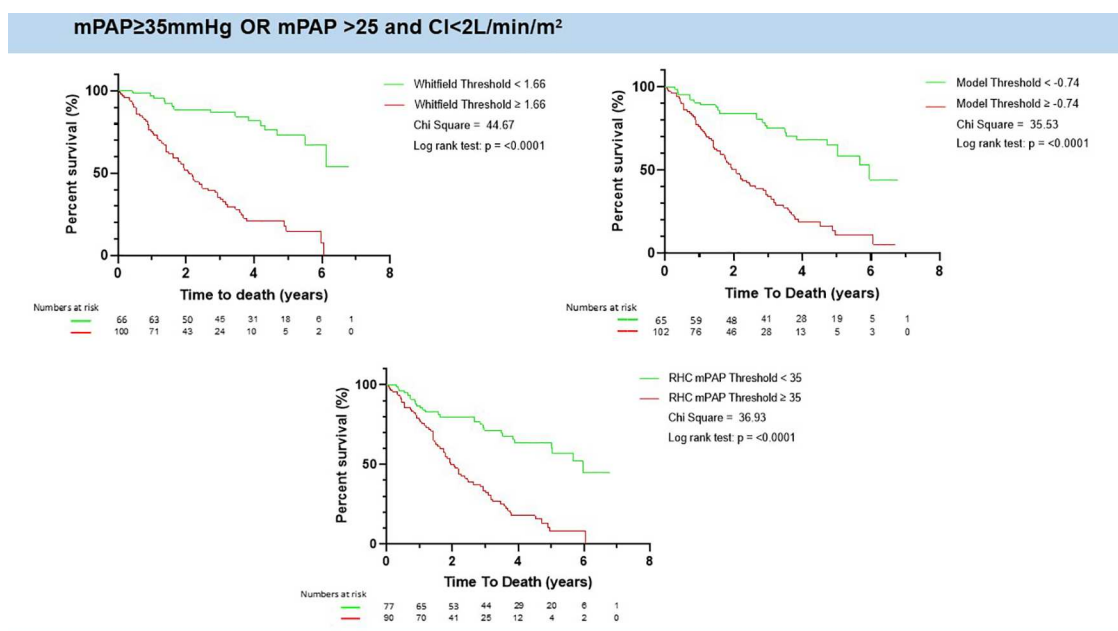 mPAP≥35mmHg OR mPAP >25 and CI<2L/min/m²
Percent survival (%)
100
50
0
0 2 4 6 8
Time to death (years)
Whitfield Threshold < 1.66
Whitfield Threshold ≥ 1.66
Chi Square = 44.67
Log rank test: p = <0.0001
Numbers at risk
66 63 50 45 31 18 6 1
100 71 43 24 10 5 2 0
Percent survival (%)
100
50
0
0 2 4 6 8
Time To Death (years)
Model Threshold < -0.74
Model Threshold ≥ -0.74
Chi Square = 35.53
Log rank test: p = <0.0001
Numbers at risk
65 59 48 41 28 19 5 1
102 76 46 28 13 5 3 0
Percent survival (%)
100
50
0
0 2 4 6 8
Time To Death (years)
RHC mPAP Threshold < 35
RHC mPAP Threshold ≥ 35
Chi Square = 36.93
Log rank test: p = <0.0001
Numbers at risk
77 65 53 44 29 20 6 1
90 70 41 25 12 4 2 0